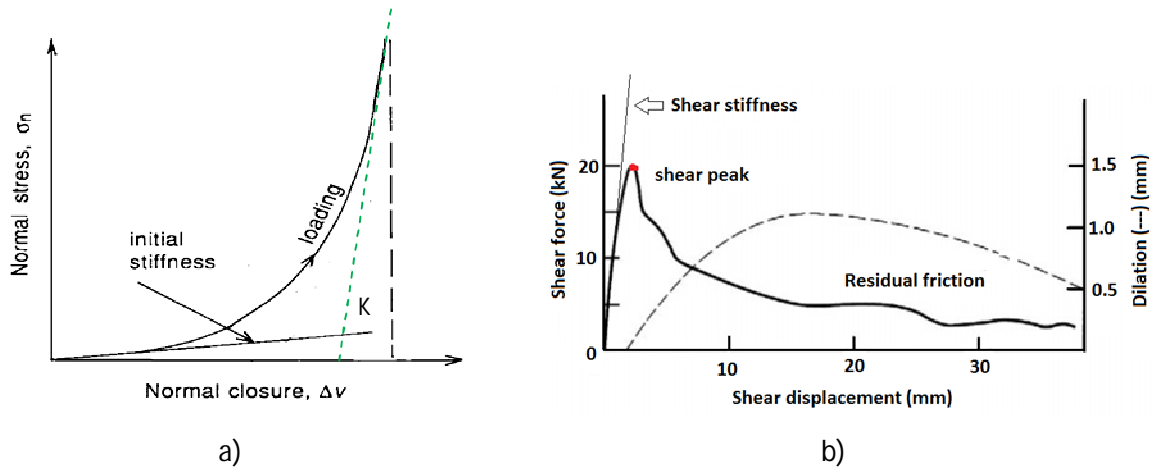 Normal stress, σn
loading
initial
stiffness
K
Normal closure, Δv
a)
Shear stiffness
shear peak
Residual friction
Shear force (kN)
20
10
0
10
20
30
Shear displacement (mm)
1.5
1.0
0.5
Dilation (---) (mm)
b)